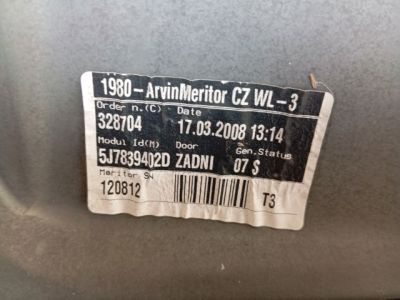 1980-ArvinMeritor CZ WL-3
Order n.(C) Date
328704 17.03.2008 13:14
Modul Id(M) Door Gen.Status
5J7839402D ZADNI 07 $
Meritor SN
120812 T3